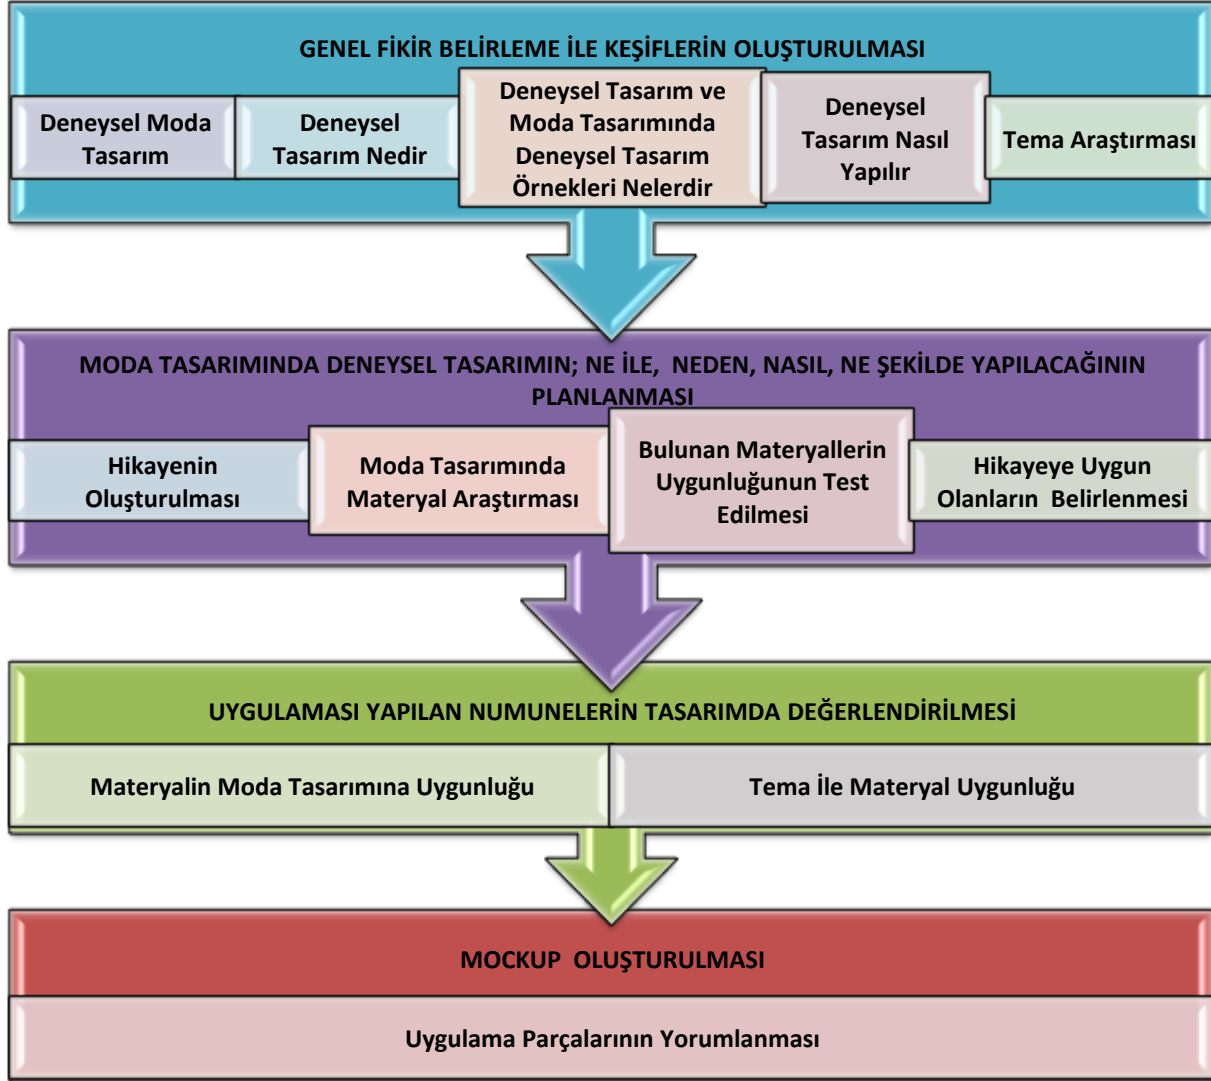 GENEL FİKİR BELİRLEME İLE KEŞİFLERİN OLUŞTURULMASI
Deneysel Moda
Tasarım
Deneysel
Tasarım Nedir
Deneysel Tasarım ve
Moda Tasarımında
Deneysel Tasarım
Örnekleri Nelerdir
Deneysel
Tasarım Nasıl
Yapılır
Tema Araştırması
MODA TASARIMINDA DENEYSEL TASARIMIN; NE İLE,  NEDEN, NASIL, NE ŞEKİLDE YAPILACAĞININ
PLANLANMASI
Hikayenin
Oluşturulması
Moda Tasarımında
Materyal Araştırması
Bulunan Materyallerin
Uygunluğunun Test
Edilmesi
Hikayeye Uygun
Olanların  Belirlenmesi
UYGULAMASI YAPILAN NUMUNELERİN TASARIMDA DEĞERLENDİRİLMESİ
Materyalin Moda Tasarımına Uygunluğu
Tema İle Materyal Uygunluğu
MOCKUP  OLUŞTURULMASI
Uygulama Parçalarının Yorumlanması